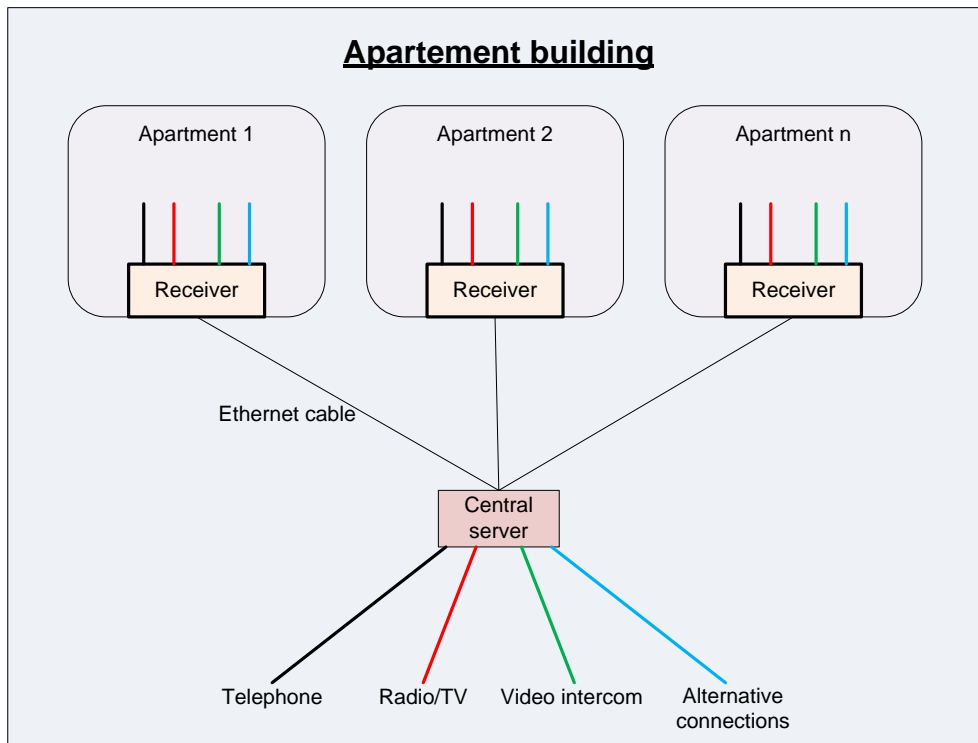 Apartement building
Apartment 1
Apartment 2
Apartment n
Receiver
Receiver
Receiver
Ethernet cable
Central
server
Telephone
Radio/TV
Video intercom
Alternative
connections